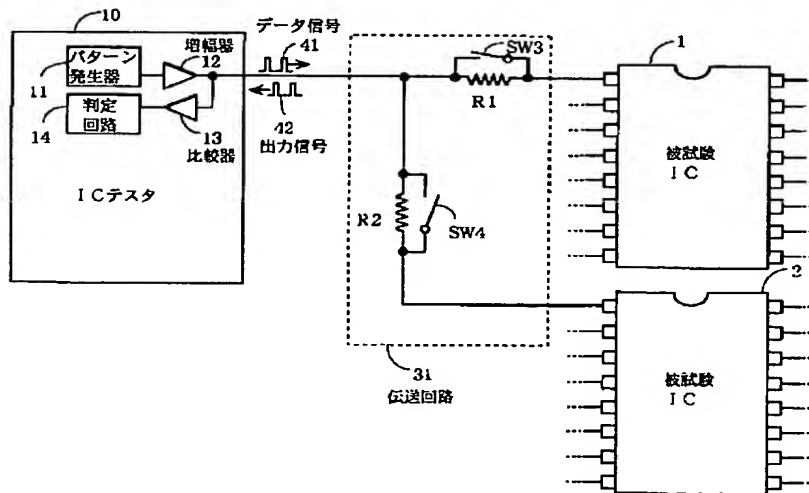 10
データ信号
41
SW3
1
パターン
発生器
増幅器
12
11
判定
回路
14
13
比較器
42
出力信号
R1
ICテスタ
被試験
IC
R2
SW4
2
31
伝送回路
被試験
IC